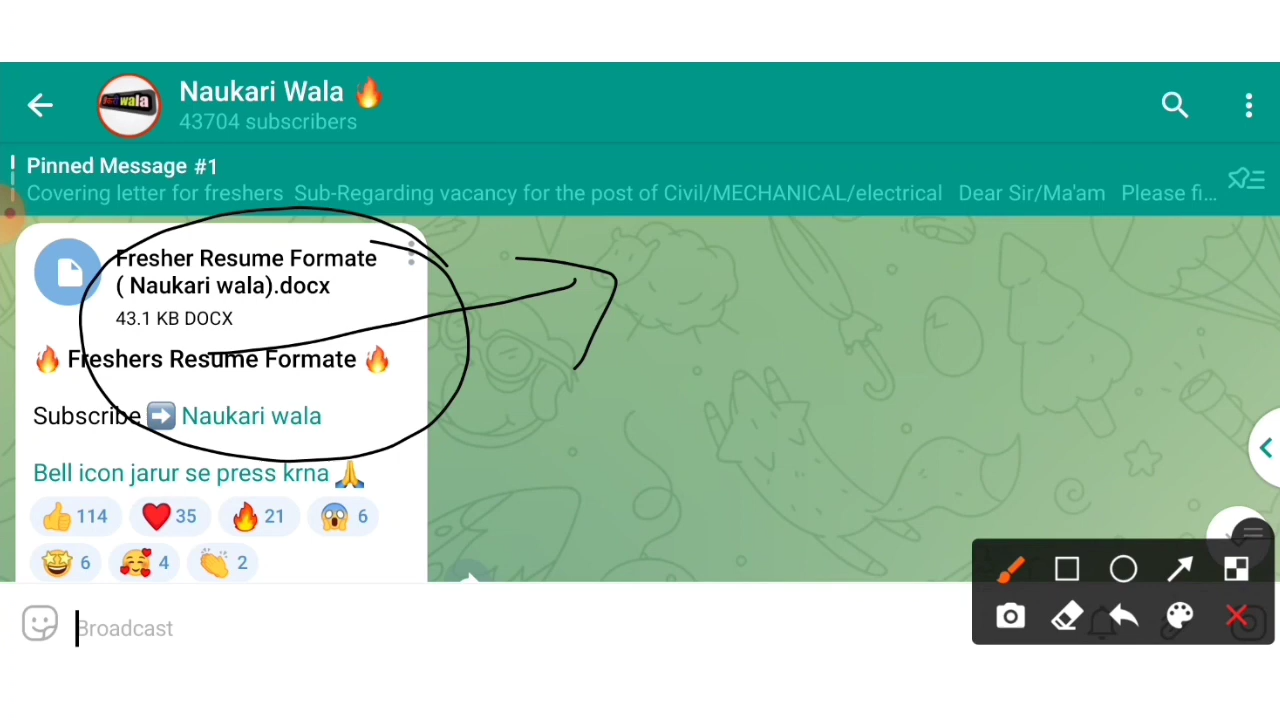 Naukari Wala 🔥
43704 subscribers
Pinned Message #1
Covering letter for freshers Sub-Regarding vacancy for the post of Civil/MECHANICAL/electrical Dear Sir/Ma'am Please fi...
Fresher Resume Formate
( Naukari wala).docx
43.1 KB DOCX
🔥 Freshers Resume Formate 🔥
Subscribe ➡️ Naukari wala
Bell icon jarur se press krna 🙏
👍 114 ❤️ 35 🔥 21 😱 6
🤩 6 🥰 4 👏 2
Broadcast